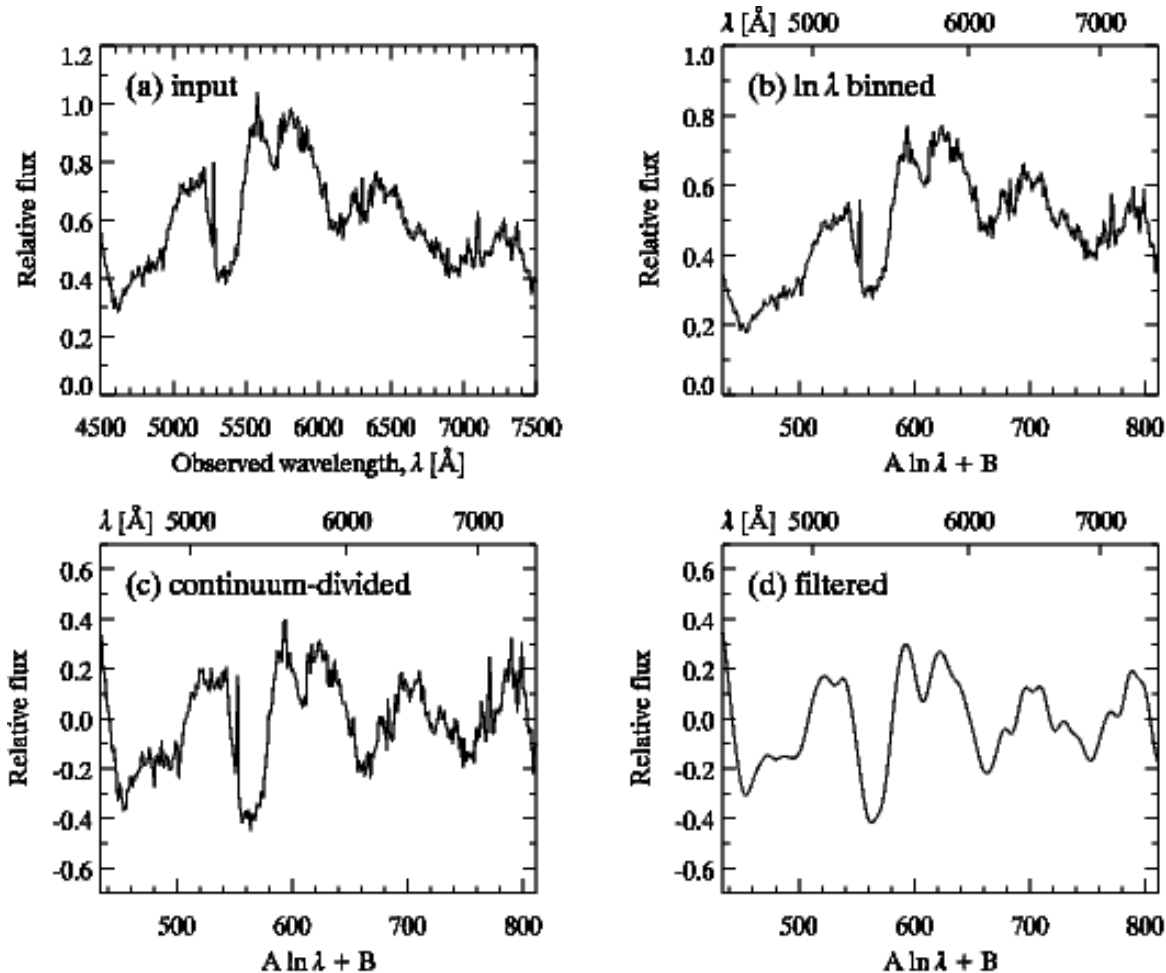 (a) input
Relative flux
1.2
1.0
0.8
0.6
0.4
0.2
0.0
4500 5000 5500 6000 6500 7000 7500
Observed wavelength, λ [Å]
λ [Å] 5000 6000 7000
(b) ln λ binned
Relative flux
1.0
0.8
0.6
0.4
0.2
0.0
500 600 700 800
A ln λ + B
λ [Å] 5000 6000 7000
(c) continuum-divided
Relative flux
0.6
0.4
0.2
0.0
-0.2
-0.4
-0.6
500 600 700 800
A ln λ + B
λ [Å] 5000 6000 7000
(d) filtered
Relative flux
0.6
0.4
0.2
0.0
-0.2
-0.4
-0.6
500 600 700 800
A ln λ + B